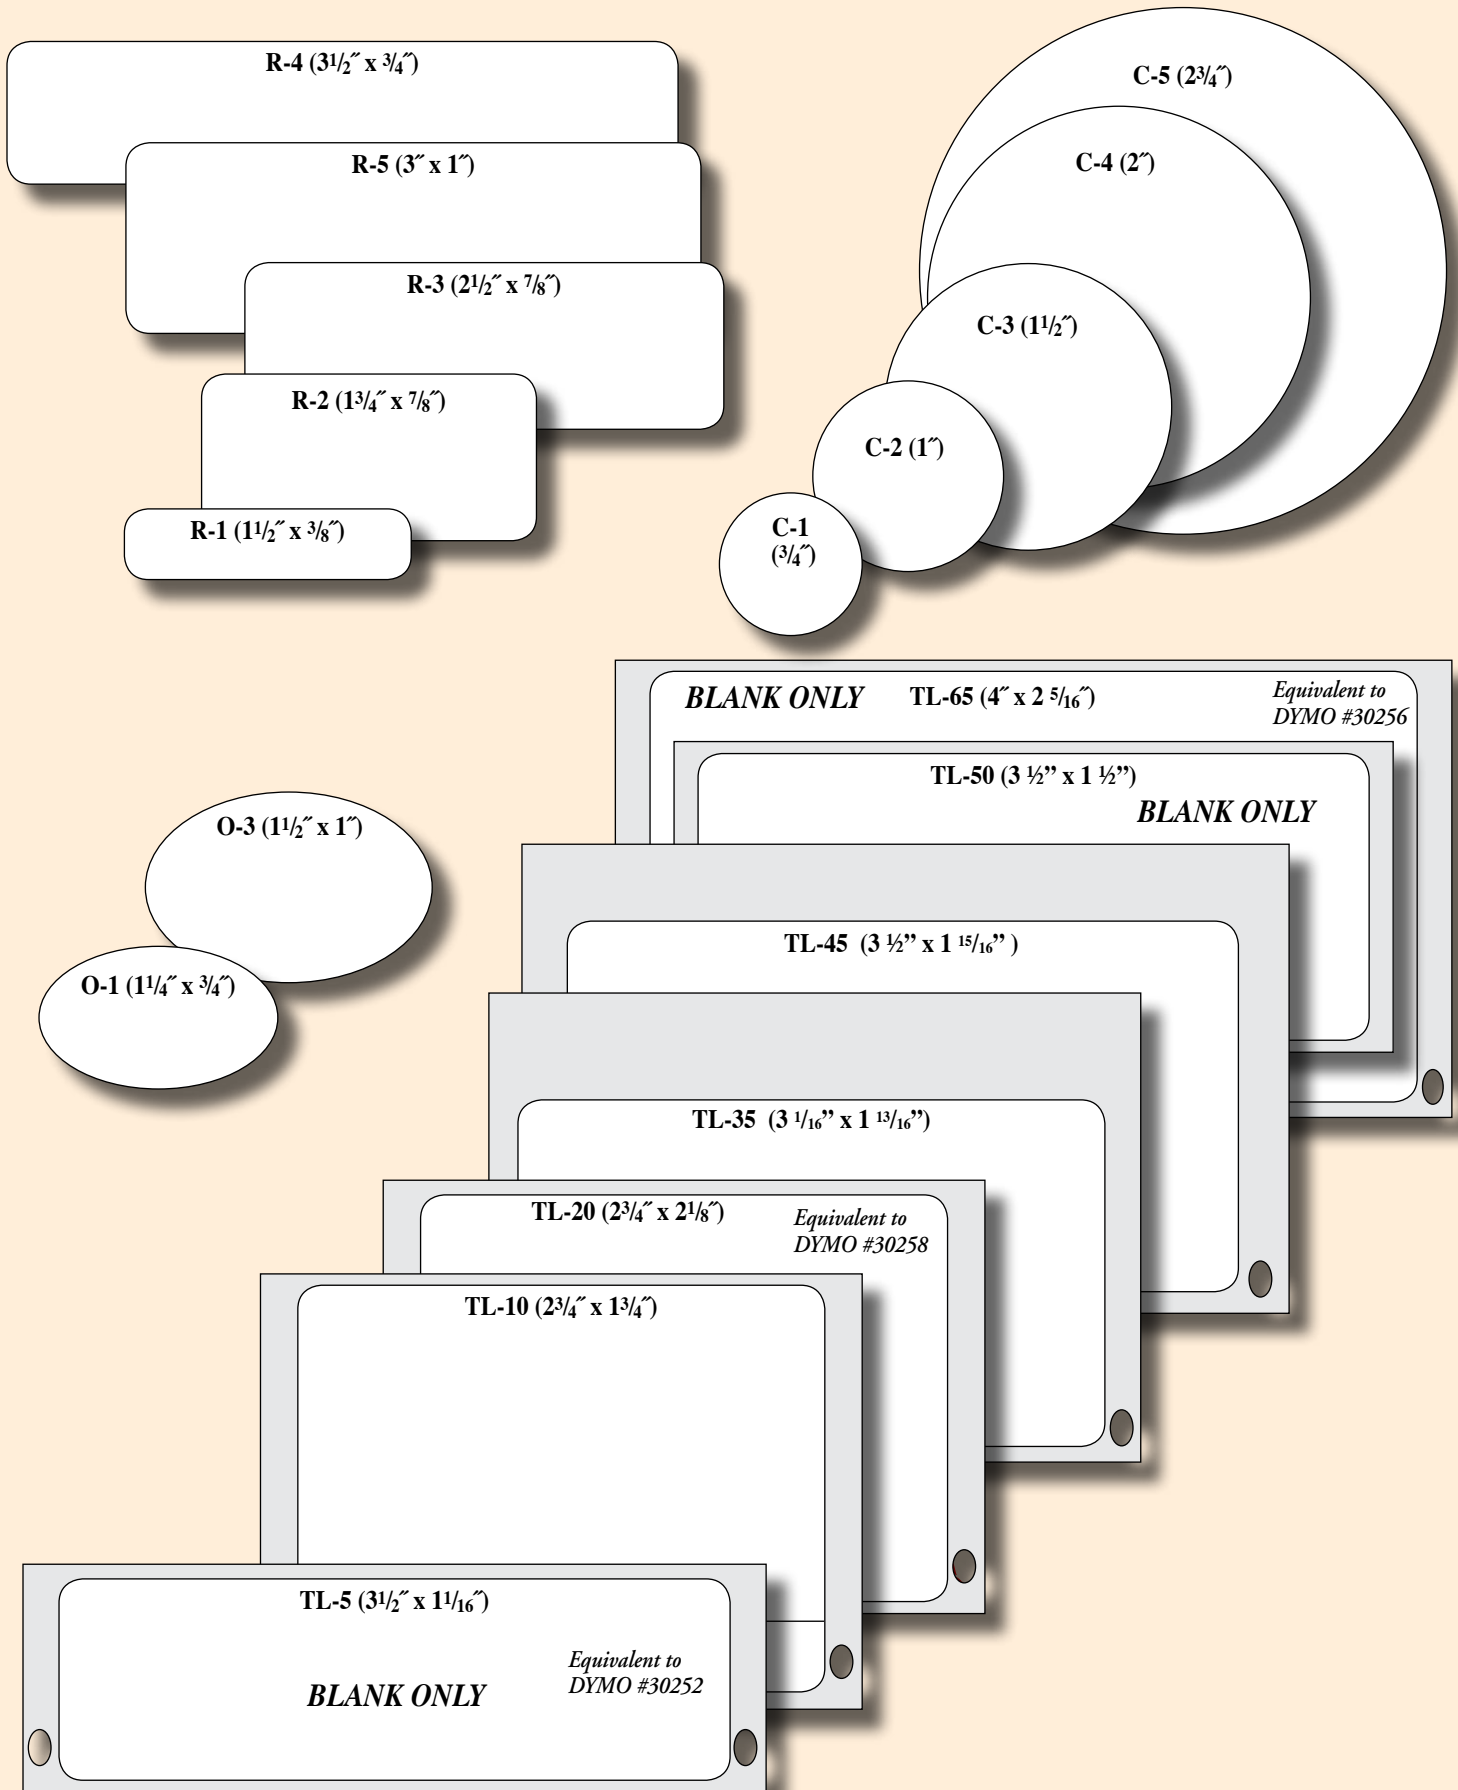 R-4 (3½˝ x ¾˝)
R-5 (3˝ x 1˝)
R-3 (2½˝ x ⅞˝)
R-2 (1¾˝ x ⅞˝)
R-1 (1½˝ x ⅜˝)
C-5 (2¾˝)
C-4 (2˝)
C-3 (1½˝)
C-2 (1˝)
C-1
(¾˝)
BLANK ONLY TL-65 (4˝ x 2 5/16˝)
Equivalent to
DYMO #30256
TL-50 (3 ½” x 1 ½”)
BLANK ONLY
O-3 (1½˝ x 1˝)
O-1 (1¼˝ x ¾˝)
TL-45 (3 ½” x 1 15/16” )
TL-35 (3 1/16” x 1 13/16”)
TL-20 (2¾˝ x 2⅛˝)
Equivalent to
DYMO #30258
TL-10 (2¾˝ x 1¾˝)
TL-5 (3½˝ x 11/16˝)
Equivalent to
DYMO #30252
BLANK ONLY